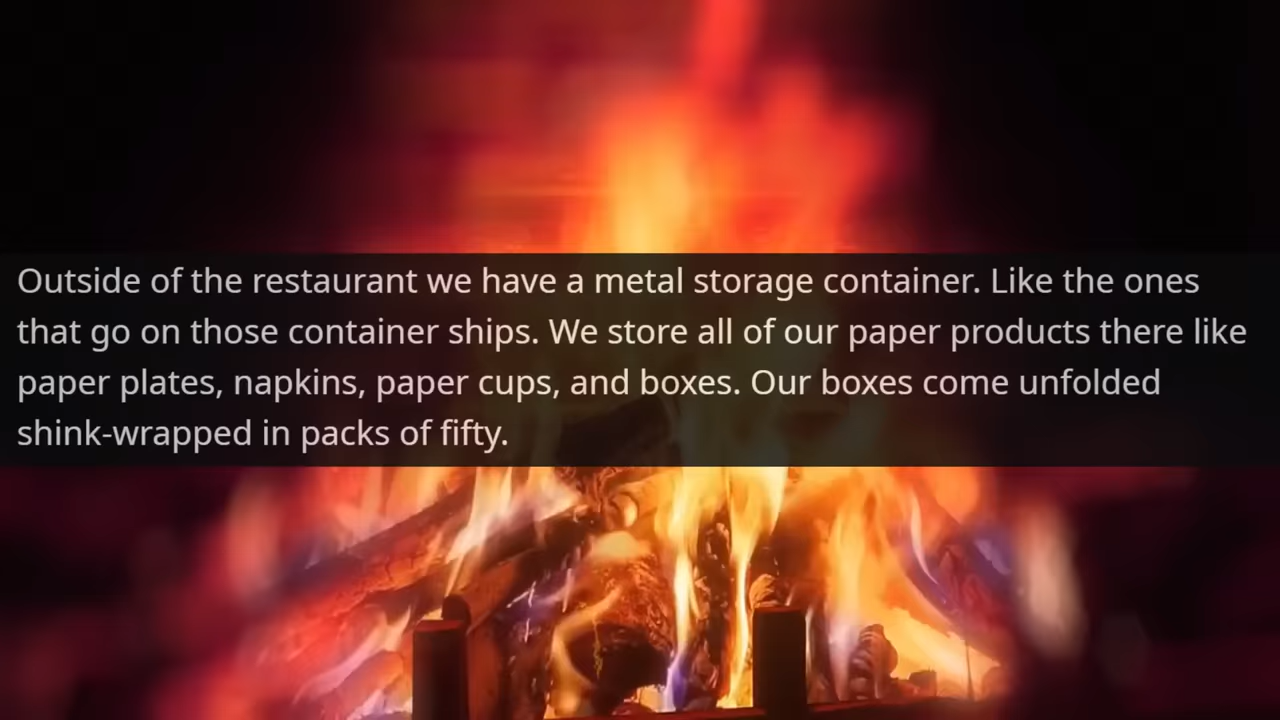 Outside of the restaurant we have a metal storage container. Like the ones
that go on those container ships. We store all of our paper products there like
paper plates, napkins, paper cups, and boxes. Our boxes come unfolded
shink-wrapped in packs of fifty.